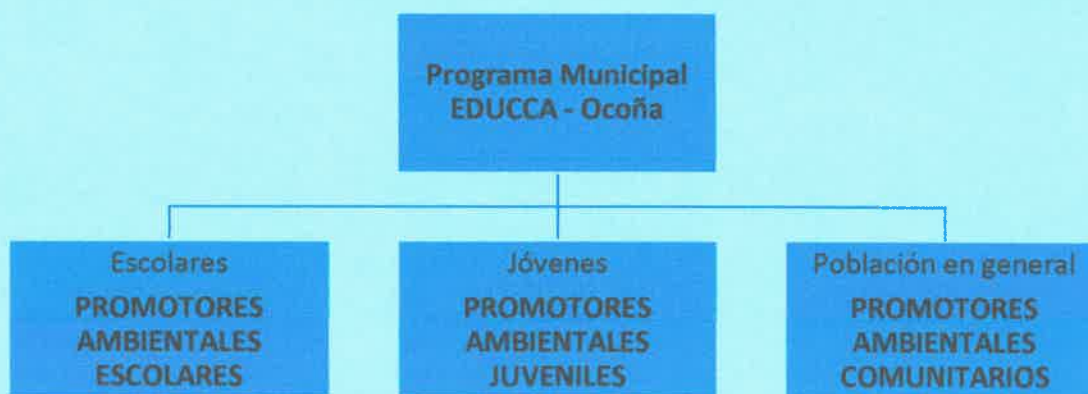 Programa Municipal
EDUCCA - Ocoña
Escolares
PROMOTORES
AMBIENTALES
ESCOLARES
Jóvenes
PROMOTORES
AMBIENTALES
JUVENILES
Población en general
PROMOTORES
AMBIENTALES
COMUNITARIOS